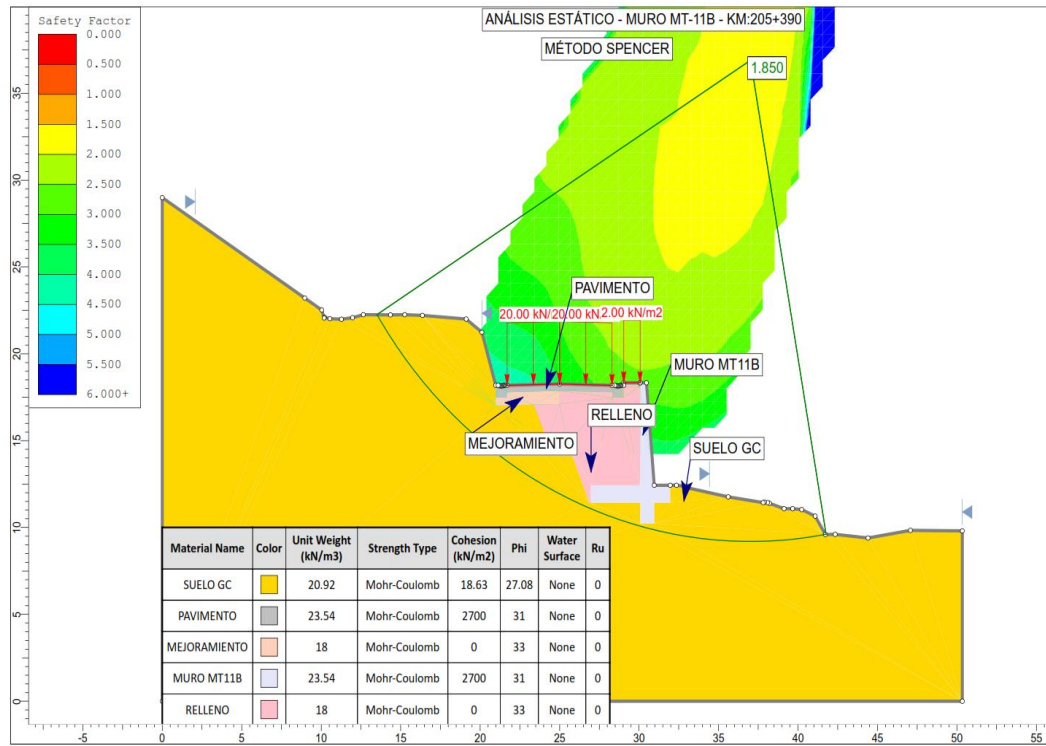 Safety Factor
0.000
0.500
1.000
1.500
2.000
2.500
3.000
3.500
4.000
4.500
5.000
5.500
6.000+
ANÁLISIS ESTÁTICO - MURO MT-11B - KM:205+390
MÉTODO SPENCER
1.850
PAVIMENTO
20.00 kN/
20.00 kN
2.00 kN/m2
MURO MT11B
RELLENO
MEJORAMIENTO
SUELO GC
Material Name Color Unit Weight (kN/m3) Strength Type Cohesion (kN/m2) Phi Water Surface Ru
SUELO GC 20.92 Mohr-Coulomb 18.63 27.08 None 0
PAVIMENTO 23.54 Mohr-Coulomb 2700 31 None 0
MEJORAMIENTO 18 Mohr-Coulomb 0 33 None 0
MURO MT11B 23.54 Mohr-Coulomb 2700 31 None 0
RELLENO 18 Mohr-Coulomb 0 33 None 0
35
30
25
20
15
10
5
0
-5 0 5 10 15 20 25 30 35 40 45 50 55